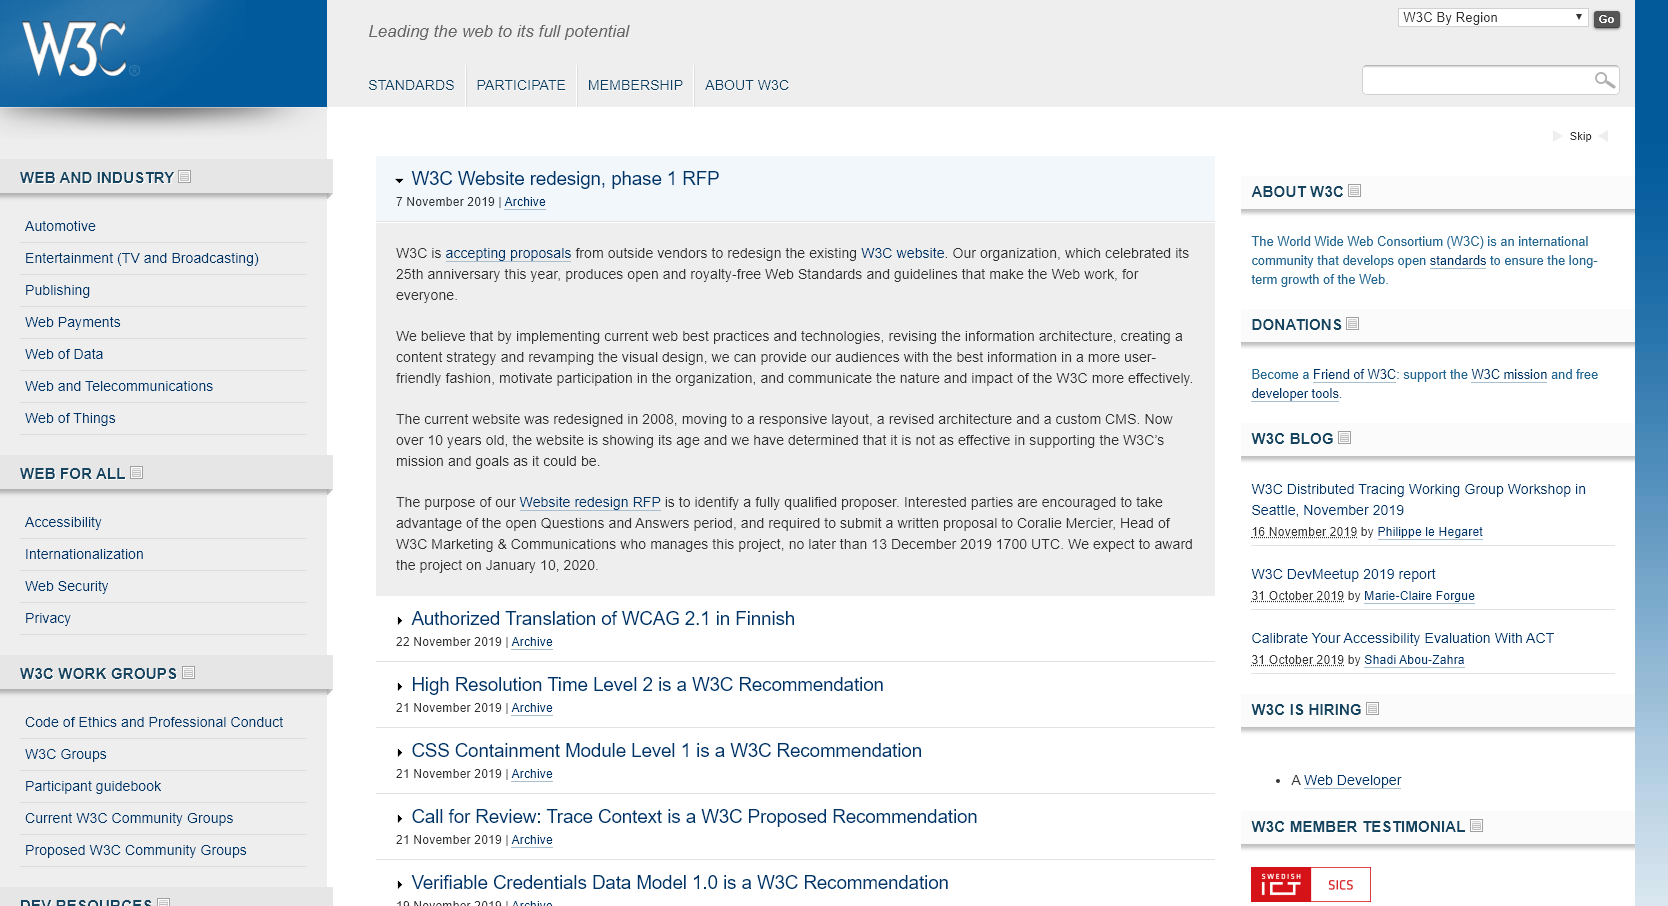 W3C®
Leading the web to its full potential
W3C By Region
Go
STANDARDS
PARTICIPATE
MEMBERSHIP
ABOUT W3C
Skip
WEB AND INDUSTRY
Automotive
Entertainment (TV and Broadcasting)
Publishing
Web Payments
Web of Data
Web and Telecommunications
Web of Things
WEB FOR ALL
Accessibility
Internationalization
Web Security
Privacy
W3C WORK GROUPS
Code of Ethics and Professional Conduct
W3C Groups
Participant guidebook
Current W3C Community Groups
Proposed W3C Community Groups
DEV RESOURCES
W3C Website redesign, phase 1 RFP
7 November 2019 | Archive
W3C is accepting proposals from outside vendors to redesign the existing W3C website. Our organization, which celebrated its
25th anniversary this year, produces open and royalty-free Web Standards and guidelines that make the Web work, for
everyone.
We believe that by implementing current web best practices and technologies, revising the information architecture, creating a
content strategy and revamping the visual design, we can provide our audiences with the best information in a more user-
friendly fashion, motivate participation in the organization, and communicate the nature and impact of the W3C more effectively.
The current website was redesigned in 2008, moving to a responsive layout, a revised architecture and a custom CMS. Now
over 10 years old, the website is showing its age and we have determined that it is not as effective in supporting the W3C’s
mission and goals as it could be.
The purpose of our Website redesign RFP is to identify a fully qualified proposer. Interested parties are encouraged to take
advantage of the open Questions and Answers period, and required to submit a written proposal to Coralie Mercier, Head of
W3C Marketing & Communications who manages this project, no later than 13 December 2019 1700 UTC. We expect to award
the project on January 10, 2020.
Authorized Translation of WCAG 2.1 in Finnish
22 November 2019 | Archive
High Resolution Time Level 2 is a W3C Recommendation
21 November 2019 | Archive
CSS Containment Module Level 1 is a W3C Recommendation
21 November 2019 | Archive
Call for Review: Trace Context is a W3C Proposed Recommendation
21 November 2019 | Archive
Verifiable Credentials Data Model 1.0 is a W3C Recommendation
19 November 2019 | Archive
ABOUT W3C
The World Wide Web Consortium (W3C) is an international
community that develops open standards to ensure the long-
term growth of the Web.
DONATIONS
Become a Friend of W3C: support the W3C mission and free
developer tools.
W3C BLOG
W3C Distributed Tracing Working Group Workshop in
Seattle, November 2019
16 November 2019 by Philippe le Hegaret
W3C DevMeetup 2019 report
31 October 2019 by Marie-Claire Forgue
Calibrate Your Accessibility Evaluation With ACT
31 October 2019 by Shadi Abou-Zahra
W3C IS HIRING
• A Web Developer
W3C MEMBER TESTIMONIAL
SWEDISH
ICT
SICS